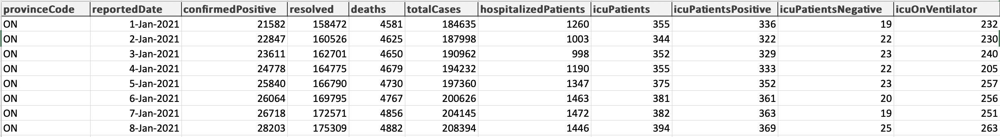 provinceCode reportedDate confirmedPositive resolved deaths totalCases hospitalizedPatients icuPatients icuPatientsPositive icuPatientsNegative icuOnVentilator
ON 1-Jan-2021 21582 158472 4581 184635 1260 355 336 19 232
ON 2-Jan-2021 22847 160526 4625 187998 1003 344 322 22 230
ON 3-Jan-2021 23611 162701 4650 190962 998 352 329 23 240
ON 4-Jan-2021 24778 164775 4679 194232 1190 355 333 22 205
ON 5-Jan-2021 25840 166790 4730 197360 1347 375 352 23 257
ON 6-Jan-2021 26064 169795 4767 200626 1463 381 361 20 256
ON 7-Jan-2021 26718 172571 4856 204145 1472 382 363 19 251
ON 8-Jan-2021 28203 175309 4882 208394 1446 394 369 25 263